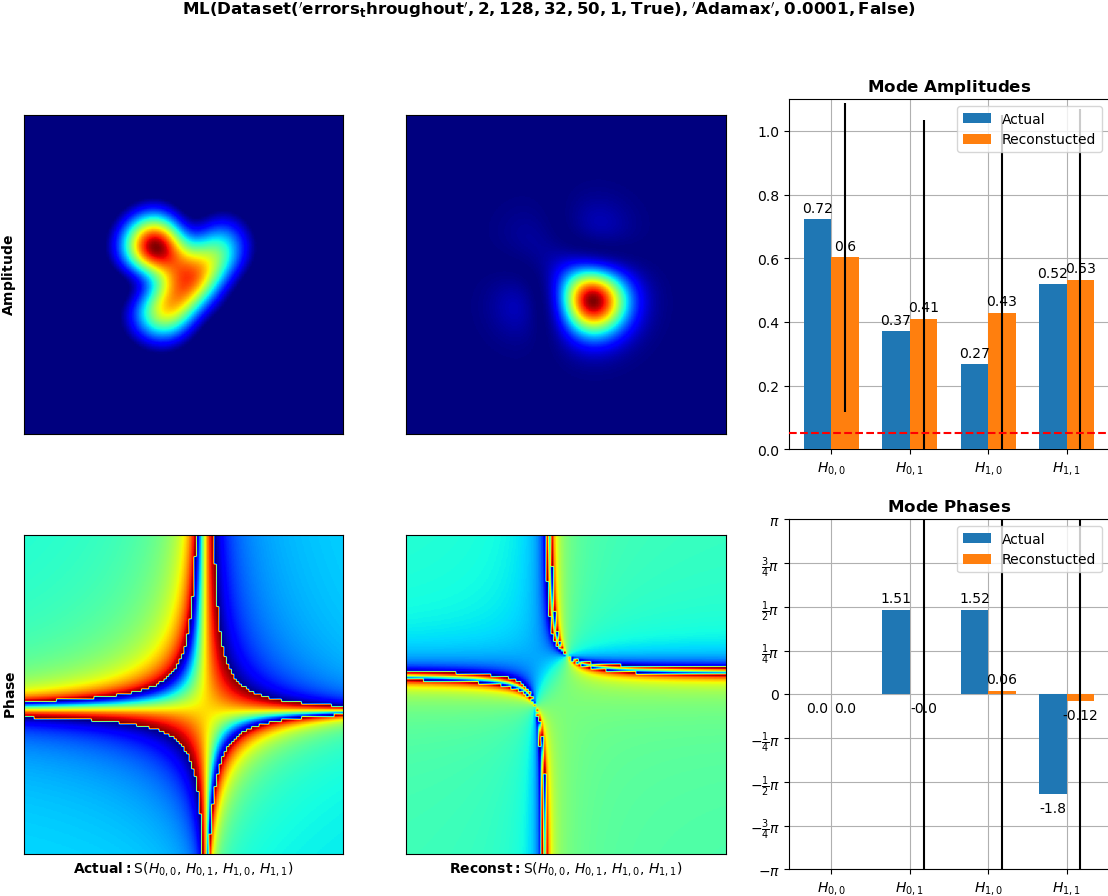 ML(Dataset('errors_throughout', 2, 128, 32, 50, 1, True), 'Adamax', 0.0001, False)
Mode Amplitudes
Amplitude
Actual
Reconstucted
1.0
0.8
0.6
0.4
0.2
0.0
0.72
0.6
0.37
0.41
0.27
0.43
0.52
0.53
H0,0
H0,1
H1,0
H1,1
Mode Phases
Phase
Actual
Reconstucted
π
3/4π
1/2π
1/4π
0
−1/4π
−1/2π
−3/4π
−π
0.0
0.0
1.51
-0.0
1.52
0.06
-1.8
-0.12
H0,0
H0,1
H1,0
H1,1
Actual: S(H0,0, H0,1, H1,0, H1,1)
Reconst: S(H0,0, H0,1, H1,0, H1,1)